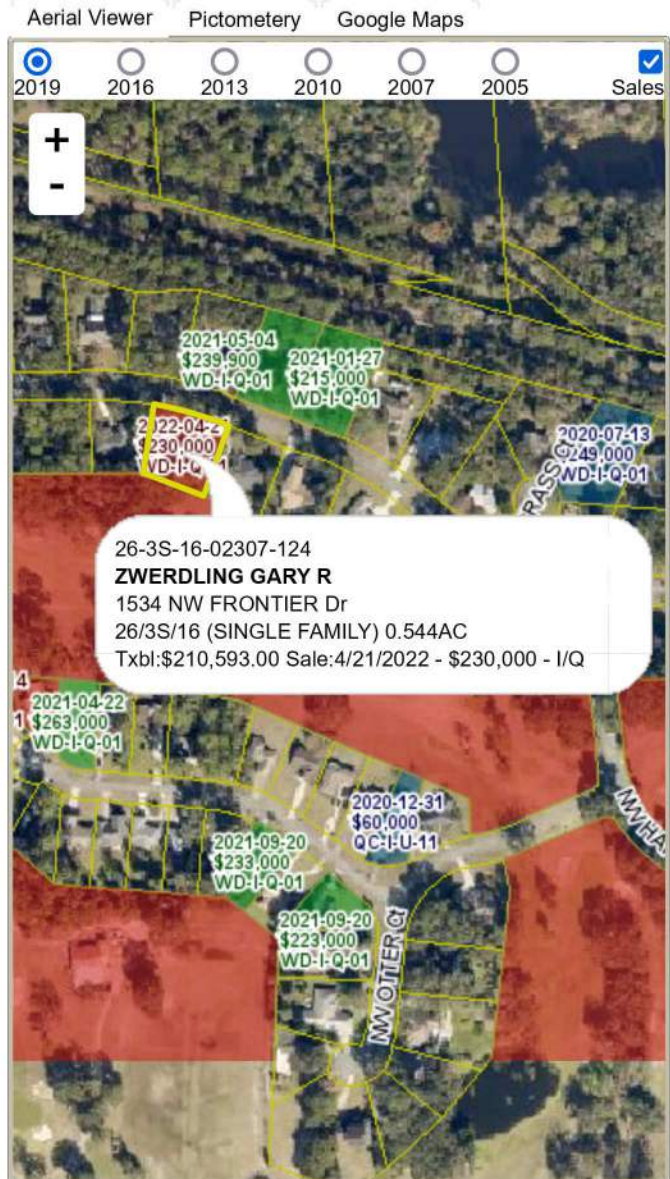 Aerial Viewer Pictometery Google Maps
2019 2016 2013 2010 2007 2005 Sales
+
-
2021-05-04
$239,900
WD-I-Q-01
2021-01-27
$215,000
WD-I-Q-01
$230,000
2020-07-13
$249,000
WD-I-Q-01
26-3S-16-02307-124
ZWERDLING GARY R
1534 NW FRONTIER Dr
26/3S/16 (SINGLE FAMILY) 0.544AC
Txbl:$210,593.00 Sale:4/21/2022 - $230,000 - I/Q
4
1
2021-04-22
$263,000
WD-I-Q-01
2020-12-31
$60,000
QC-I-U-11
2021-09-20
$233,000
WD-I-Q-01
2021-09-20
$223,000
WD-I-Q-01
NW OTTER Ct